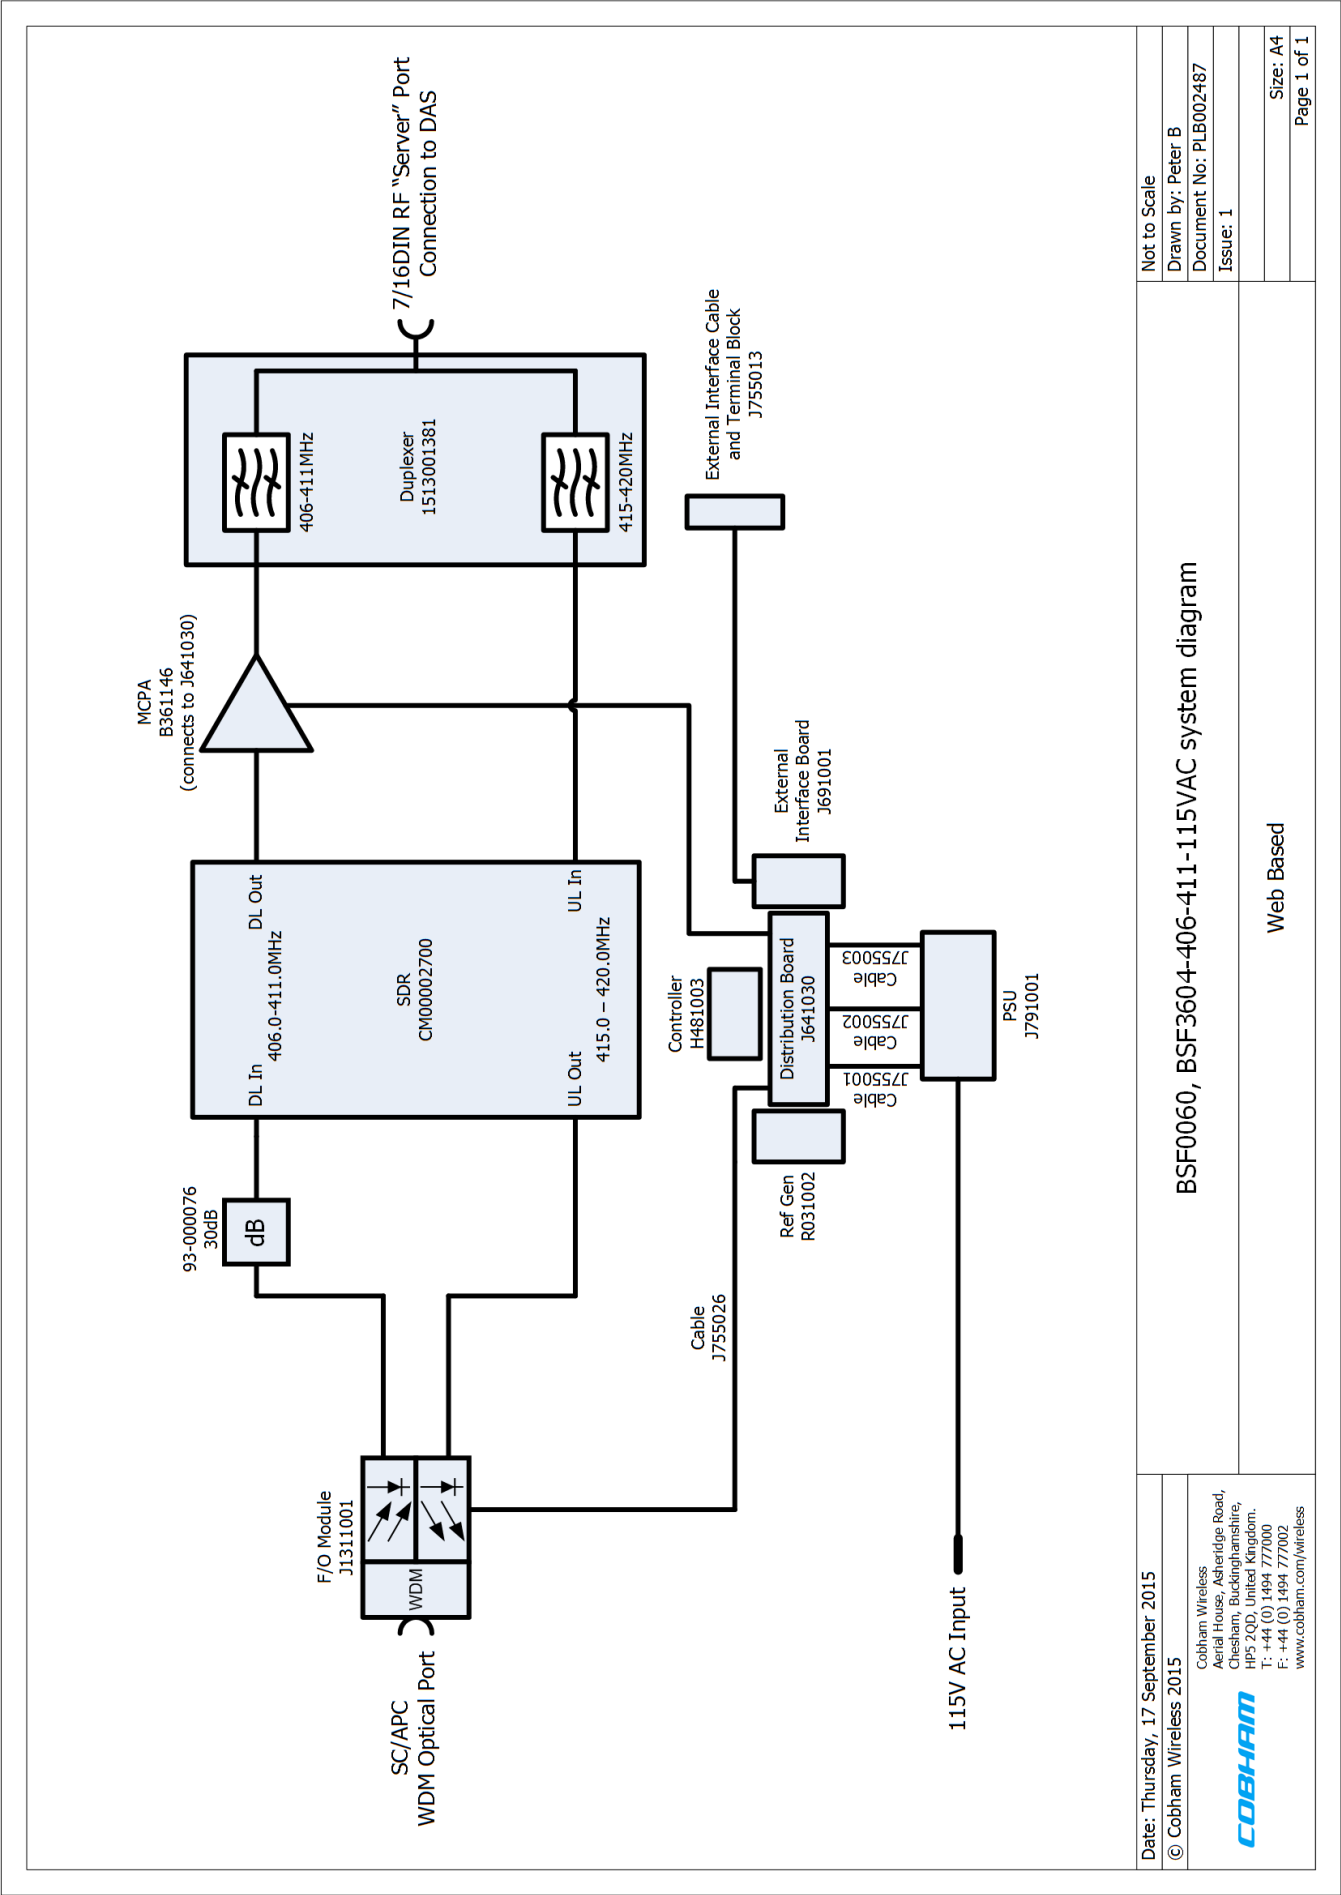 SC/APC
WDM Optical Port
F/O Module
J1311001
WDM
93-000076
30dB
dB
DL In
406.0-411.0MHz
DL Out
SDR
CM00002700
UL Out
415.0 – 420.0MHz
UL In
MCPA
B361146
(connects to J641030)
406-411MHz
Duplexer
1513001381
415-420MHz
7/16DIN RF “Server” Port
Connection to DAS
Cable
J755026
Controller
H481003
Ref Gen
R031002
Distribution Board
J641030
External
Interface Board
J691001
External Interface Cable
and Terminal Block
J755013
Cable
J755001
Cable
J755002
Cable
J755003
PSU
J791001
115V AC Input
Date: Thursday, 17 September 2015
© Cobham Wireless 2015
COBHAM
Cobham Wireless
Aerial House, Asheridge Road,
Chesham, Buckinghamshire,
HP5 2QD, United Kingdom.
T: +44 (0) 1494 777000
F: +44 (0) 1494 777002
www.cobham.com/wireless
BSF0060, BSF3604-406-411-115VAC system diagram
Web Based
Not to Scale
Drawn by: Peter B
Document No: PLB002487
Issue: 1
Size: A4
Page 1 of 1